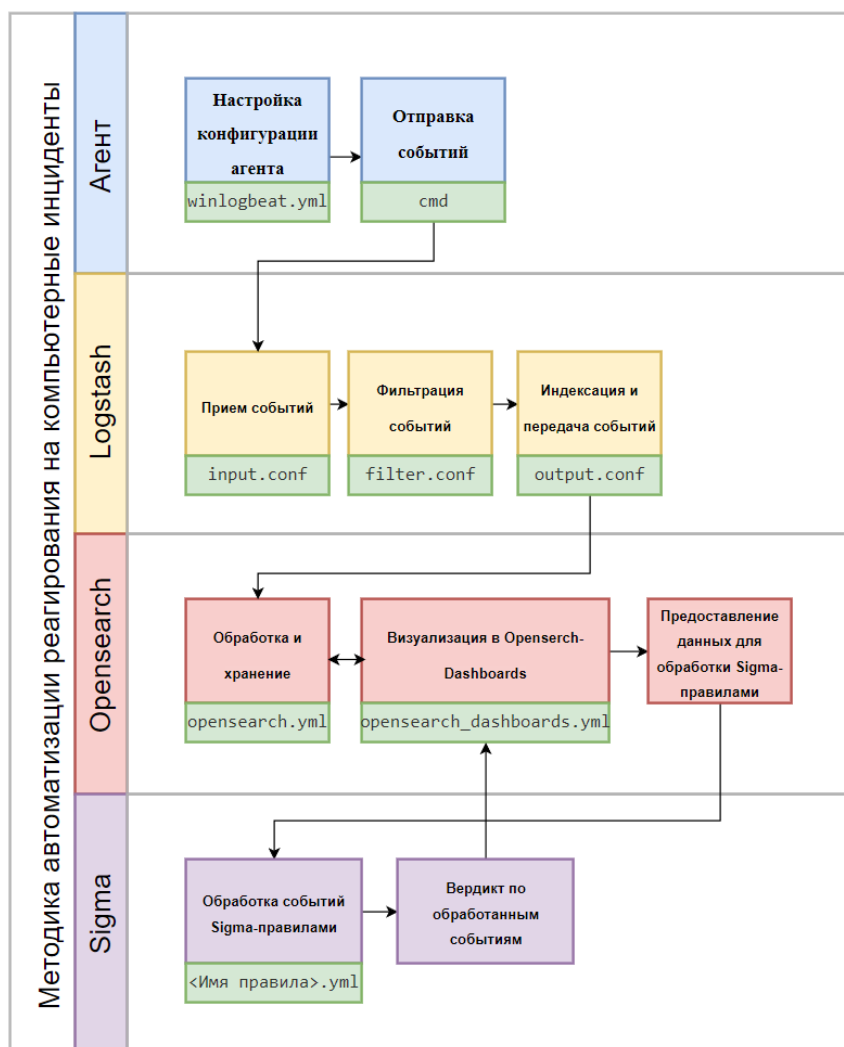 Методика автоматизации реагирования на компьютерные инциденты
Агент
Настройка
конфигурации
агента
winlogbeat.yml
Отправка
событий
cmd
Logstash
Прием событий
input.conf
Фильтрация
событий
filter.conf
Индексация и
передача событий
output.conf
Opensearch
Обработка и
хранение
opensearch.yml
Визуализация в Openserch-
Dashboards
opensearch_dashboards.yml
Предоставление
данных для
обработки Sigma-
правилами
Sigma
Обработка событий
Sigma-правилами
<Имя правила>.yml
Вердикт по
обработанным
событиям